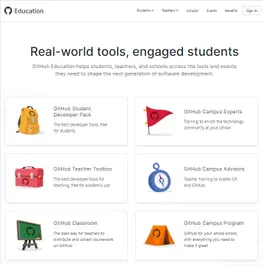 Education
Students
Teachers
Schools
Events
Benefits
Sign in
Real-world tools, engaged students
GitHub Education helps students, teachers, and schools access the tools and events
they need to shape the next generation of software development.
GitHub Student
Developer Pack
The best developer tools, free
for students
GitHub Campus Experts
Training to enrich the technology
community at your school
GitHub Teacher Toolbox
The best developer tools for
teaching, free for academic use
GitHub Campus Advisors
Teacher training to master Git
and GitHub
GitHub Classroom
The best way for teachers to
distribute and collect coursework
on GitHub
GitHub Campus Program
GitHub for your whole school,
with everything you need to
make it great!